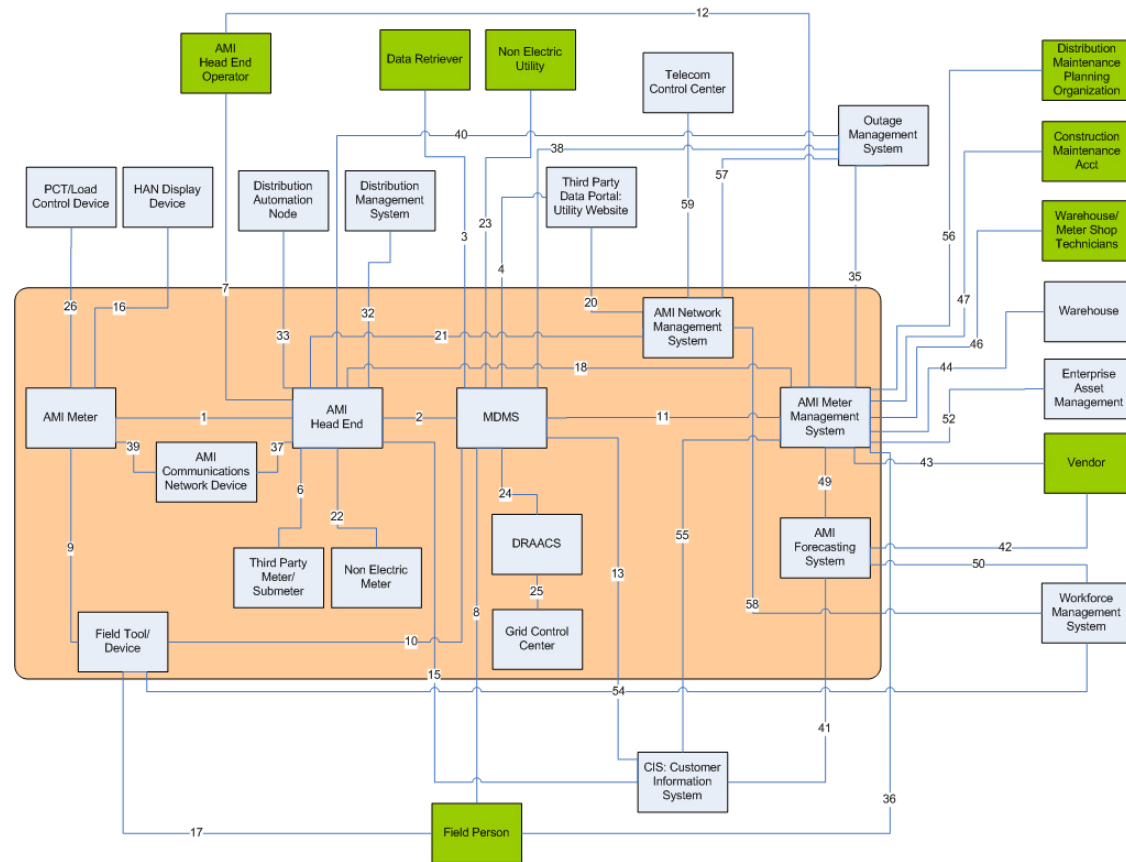 12
AMI
Head End
Operator
Data Retriever
Non Electric
Utility
Telecom
Control Center
Distribution
Maintenance
Planning
Organization
Outage
Management
System
40
38
57
56
Construction
Maintenance
Acct
PCT/Load
Control Device
HAN Display
Device
Distribution
Automation
Node
Distribution
Management
System
Third Party
Data Portal:
Utility Website
59
23
3
4
35
47
46
44
Warehouse/
Meter Shop
Technicians
7
26
16
33
32
20
21
18
AMI Network
Management
System
Warehouse
Enterprise
Asset
Management
52
AMI Meter
1
AMI
Head End
2
MDMS
11
AMI Meter
Management
System
39
37
AMI
Communications
Network Device
6
22
24
49
43
Vendor
9
Third Party
Meter/
Submeter
Non Electric
Meter
DRAACS
55
13
AMI
Forecasting
System
42
50
25
8
58
Field Tool/
Device
10
Grid Control
Center
Workforce
Management
System
15
54
41
CIS: Customer
Information
System
36
17
Field Person